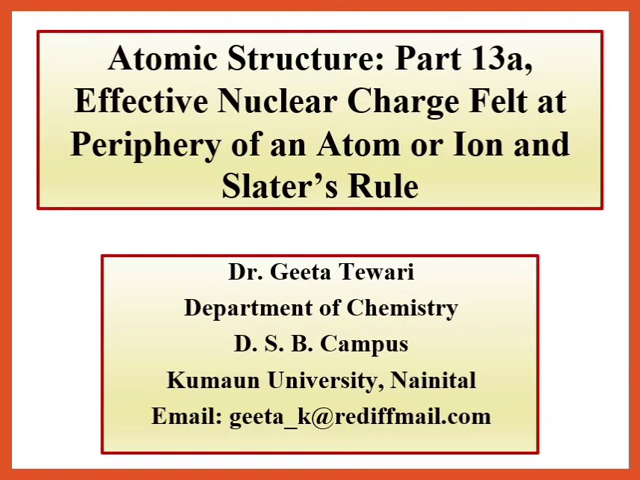 Atomic Structure: Part 13a,
Effective Nuclear Charge Felt at
Periphery of an Atom or Ion and
Slater’s Rule
Dr. Geeta Tewari
Department of Chemistry
D. S. B. Campus
Kumaun University, Nainital
Email: geeta_k@rediffmail.com